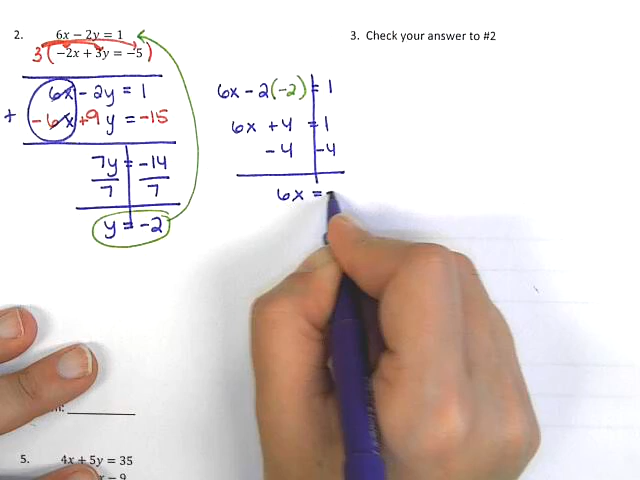 2. 6x − 2y = 1
3(−2x + 3y = −5)
6x − 2y = 1
+ −6x +9y = −15
7y = −14
7 7
y = −2
6x − 2(−2) = 1
6x + 4 = 1
−4 −4
6x =
3. Check your answer to #2
5. 4x + 5y = 35
x − 9